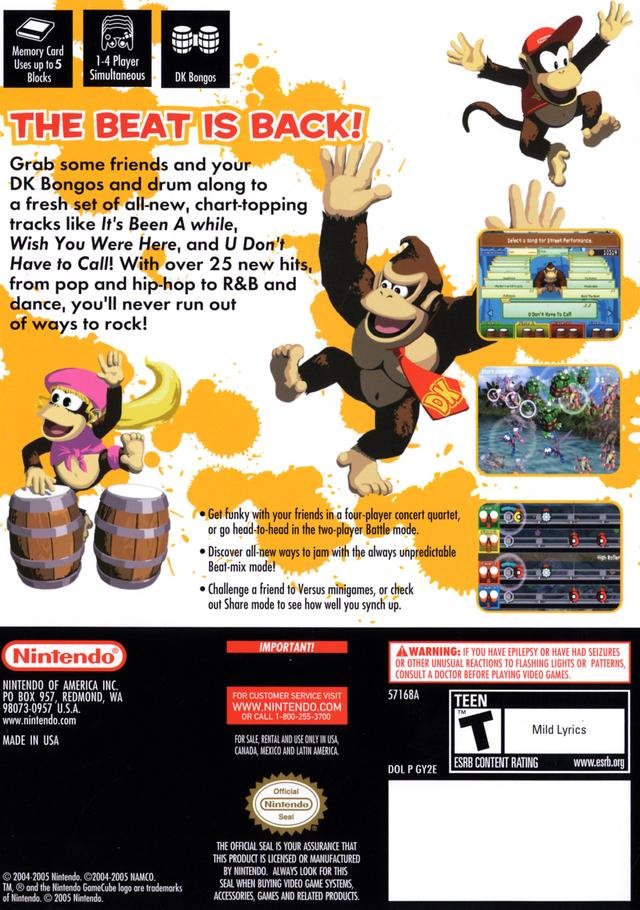 Memory Card
Uses up to 5
Blocks
1-4 Player
Simultaneous
DK Bongos
THE BEAT IS BACK!
Grab some friends and your
DK Bongos and drum along to
a fresh set of all-new, chart-topping
tracks like It's Been A while,
Wish You Were Here, and U Don't
Have to Call! With over 25 new hits,
from pop and hip-hop to R&B and
dance, you'll never run out
of ways to rock!
DK
Select a song for Street Performance.
U Don't Have To Call
• Get funky with your friends in a four-player concert quartet,
or go head-to-head in the two-player Battle mode.
• Discover all-new ways to jam with the always unpredictable
Beat-mix mode!
• Challenge a friend to Versus minigames, or check
out Share mode to see how well you synch up.
High Roller
Nintendo®
NINTENDO OF AMERICA INC.
PO BOX 957, REDMOND, WA
98073-0957 U.S.A.
www.nintendo.com
MADE IN USA
© 2004-2005 Nintendo. ©2004-2005 NAMCO.
TM, ® and the Nintendo GameCube logo are trademarks
of Nintendo. © 2005 Nintendo.
IMPORTANT!
FOR CUSTOMER SERVICE VISIT
WWW.NINTENDO.COM
OR CALL 1-800-255-3700
FOR SALE, RENTAL AND USE ONLY IN USA,
CANADA, MEXICO AND LATIN AMERICA.
Official
Nintendo
Seal
THE OFFICIAL SEAL IS YOUR ASSURANCE THAT
THIS PRODUCT IS LICENSED OR MANUFACTURED
BY NINTENDO. ALWAYS LOOK FOR THIS
SEAL WHEN BUYING VIDEO GAME SYSTEMS,
ACCESSORIES, GAMES AND RELATED PRODUCTS.
WARNING: IF YOU HAVE EPILEPSY OR HAVE HAD SEIZURES
OR OTHER UNUSUAL REACTIONS TO FLASHING LIGHTS OR PATTERNS,
CONSULT A DOCTOR BEFORE PLAYING VIDEO GAMES.
57168A
DOL P GY2E
TEEN
T
TM
Mild Lyrics
ESRB CONTENT RATING
www.esrb.org